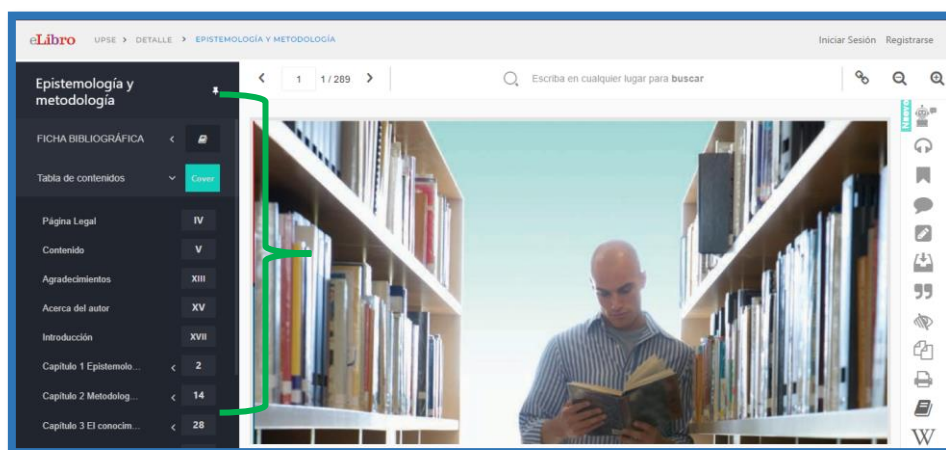 eLibro UPSE > DETALLE > EPISTEMOLOGÍA Y METODOLOGÍA Iniciar Sesión Registrarse
Epistemología y
metodología
1 1 / 289 Escriba en cualquier lugar para buscar
FICHA BIBLIOGRÁFICA
Tabla de contenidos Cover
Página Legal IV
Contenido V
Agradecimientos XIII
Acerca del autor XV
Introducción XVII
Capítulo 1 Epistemolo... 2
Capítulo 2 Metodolog... 14
Capítulo 3 El conocim... 28
Nuevo
W